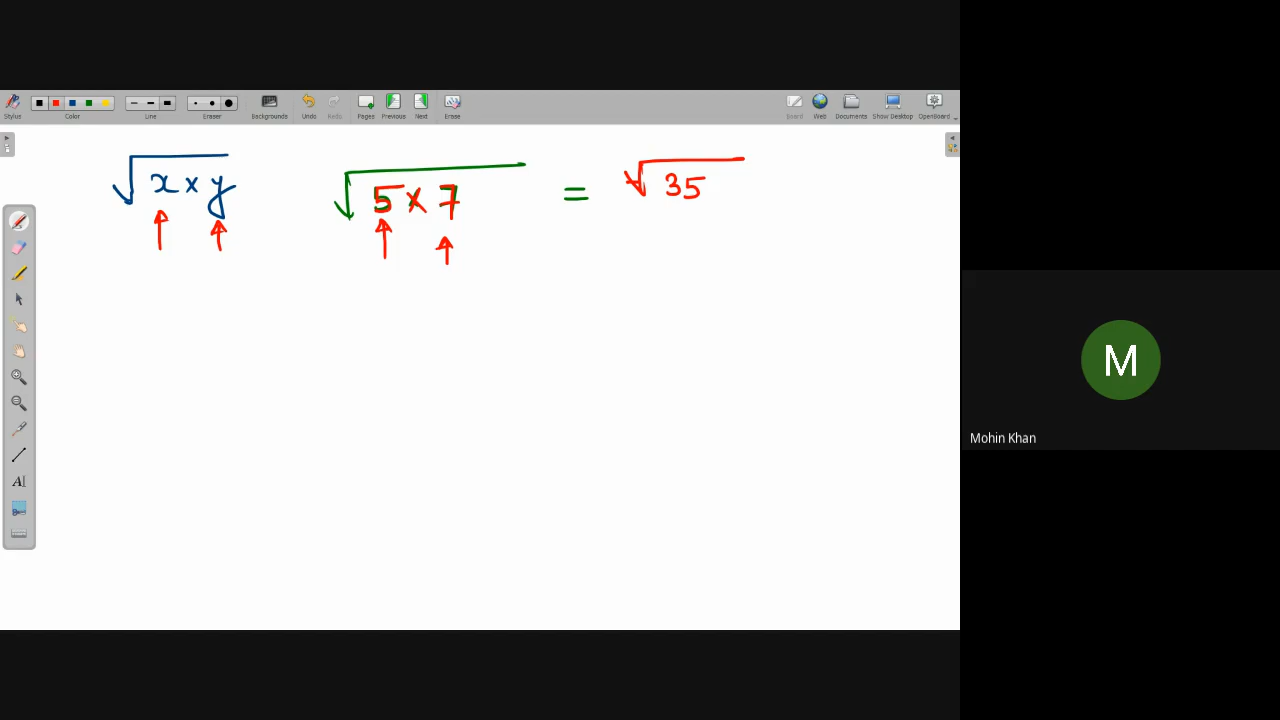 Stylus Color Line Eraser Backgrounds Undo Redo Pages Previous Next Erase Board Web Documents Show Desktop OpenBoard
√x × y √5 × 7 = √35
M
Mohin Khan